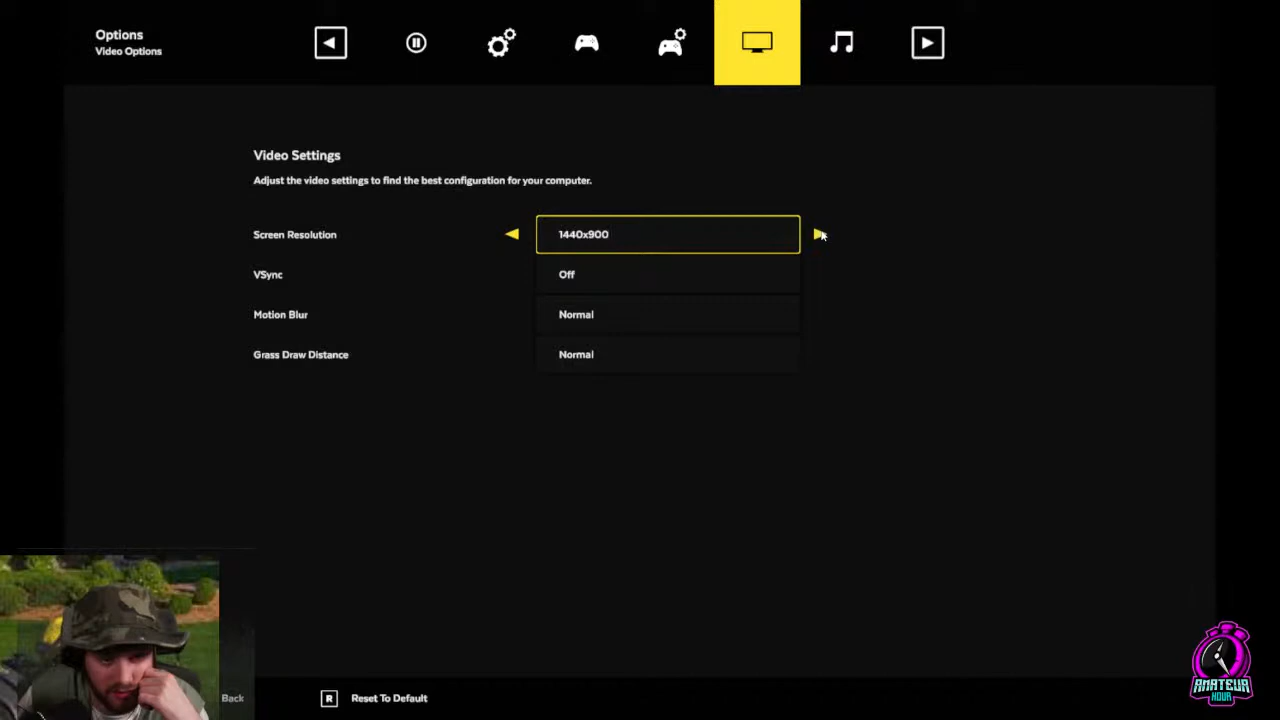 Options
Video Options
Video Settings
Adjust the video settings to find the best configuration for your computer.
Screen Resolution
1440x900
VSync
Off
Motion Blur
Normal
Grass Draw Distance
Normal
Back
R
Reset To Default
AMATEUR
HOUR